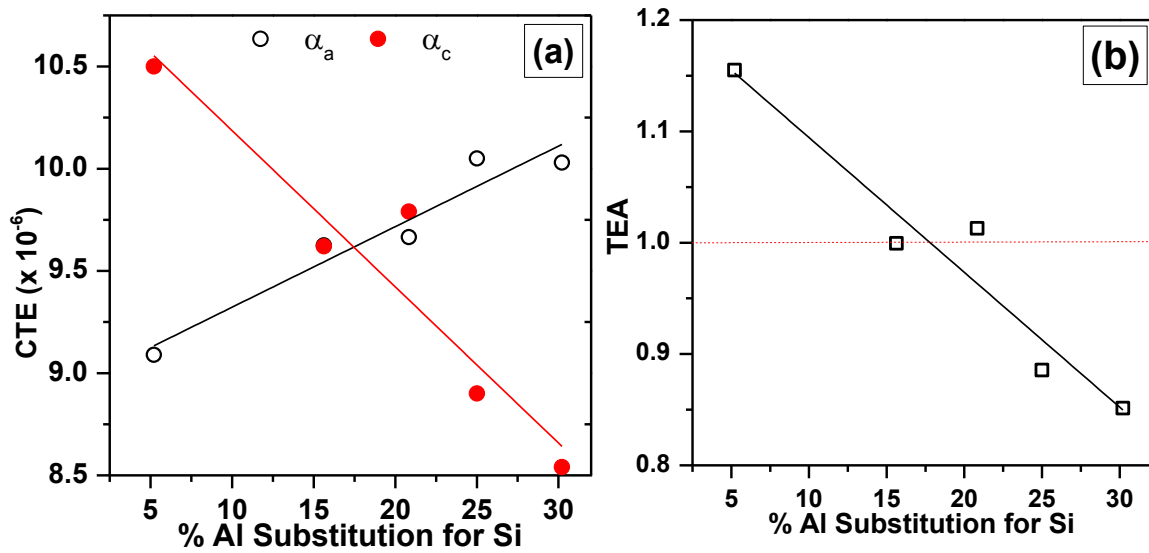 αa αc (a)
10.5
10.0
9.5
9.0
8.5
CTE (x 10-6)
5 10 15 20 25 30
% Al Substitution for Si
(b)
1.2
1.1
1.0
0.9
0.8
TEA
5 10 15 20 25 30
% Al Substitution for Si